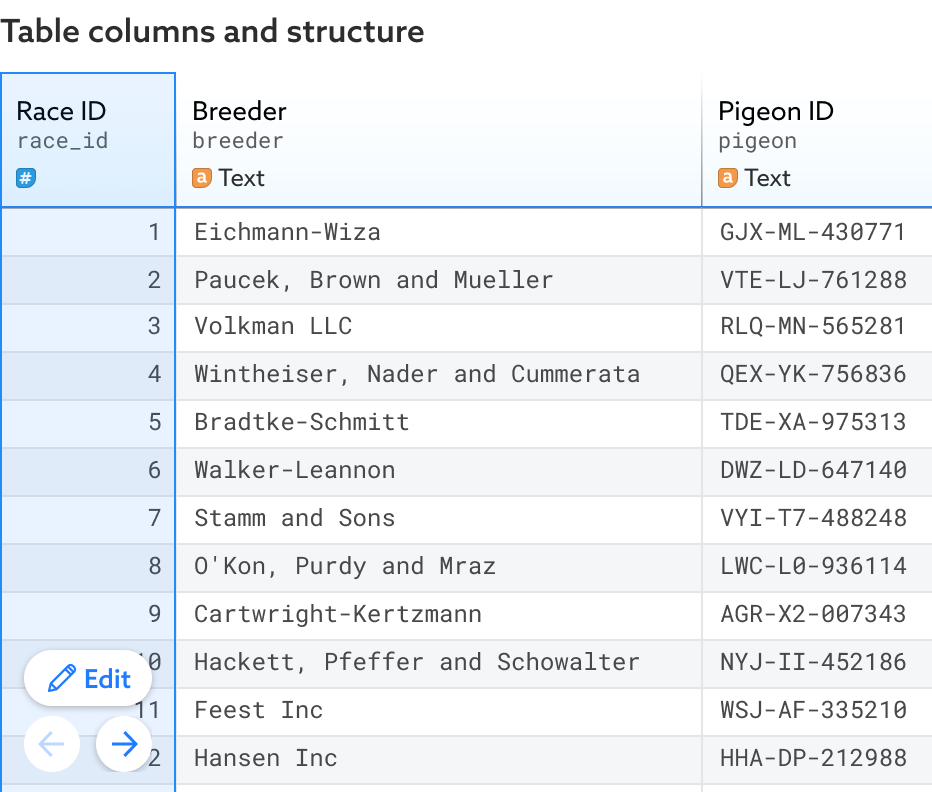 Table columns and structure
Race ID Breeder Pigeon ID
race_id breeder pigeon
# a Text a Text
1 Eichmann-Wiza GJX-ML-430771
2 Paucek, Brown and Mueller VTE-LJ-761288
3 Volkman LLC RLQ-MN-565281
4 Wintheiser, Nader and Cummerata QEX-YK-756836
5 Bradtke-Schmitt TDE-XA-975313
6 Walker-Leannon DWZ-LD-647140
7 Stamm and Sons VYI-T7-488248
8 O'Kon, Purdy and Mraz LWC-L0-936114
9 Cartwright-Kertzmann AGR-X2-007343
0 Hackett, Pfeffer and Schowalter NYJ-II-452186
Edit
11 Feest Inc WSJ-AF-335210
2 Hansen Inc HHA-DP-212988